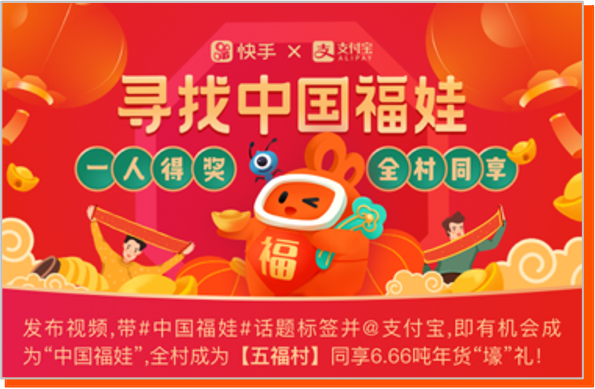 快手 × 支付宝
ALIPAY
寻找中国福娃
一人得奖 全村同享
福
发布视频,带#中国福娃#话题标签并@支付宝,即有机会成
为“中国福娃”,全村成为【五福村】同享6.66吨年货“壕”礼!